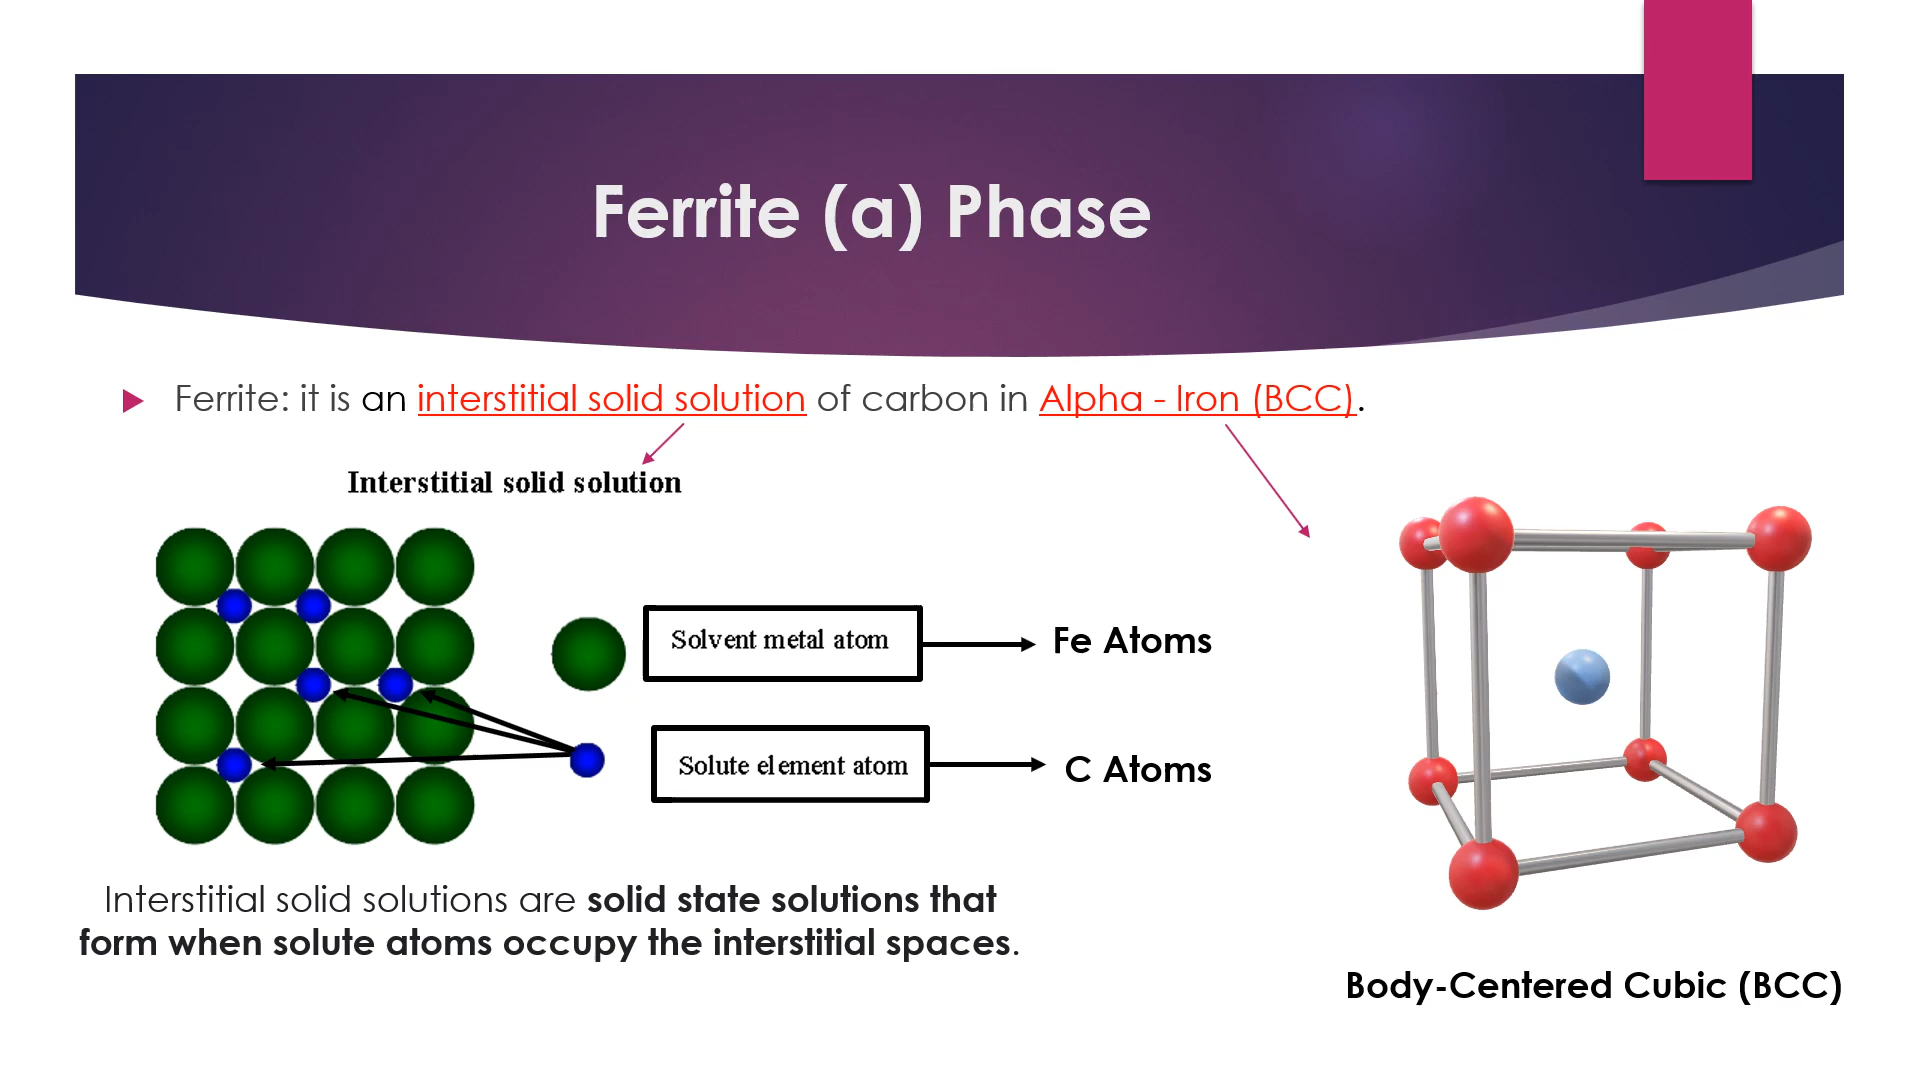 Ferrite (a) Phase
Ferrite: it is an interstitial solid solution of carbon in Alpha - Iron (BCC).
Interstitial solid solution
Solvent metal atom
Fe Atoms
Solute element atom
C Atoms
Interstitial solid solutions are solid state solutions that
form when solute atoms occupy the interstitial spaces.
Body-Centered Cubic (BCC)